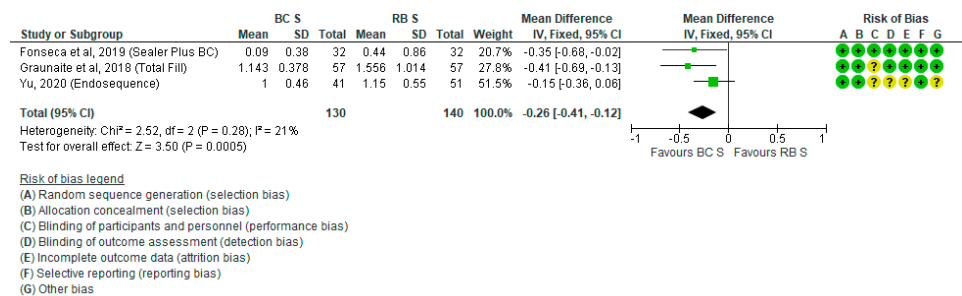 BC S RB S Mean Difference Mean Difference Risk of Bias
Study or Subgroup Mean SD Total Mean SD Total Weight IV, Fixed, 95% CI IV, Fixed, 95% CI A B C D E F G
Fonseca et al, 2019 (Sealer Plus BC) 0.09 0.38 32 0.44 0.86 32 20.7% -0.35 [-0.68, -0.02] + + + + + + +
Graunaite et al, 2018 (Total Fill) 1.143 0.378 57 1.556 1.014 57 27.8% -0.41 [-0.69, -0.13] + + ? + + + +
Yu, 2020 (Endosequence) 1 0.46 41 1.15 0.55 51 51.5% -0.15 [-0.36, 0.06] + + ? ? ? + ?
Total (95% CI) 130 140 100.0% -0.26 [-0.41, -0.12]
Heterogeneity: Chi² = 2.52, df = 2 (P = 0.28); I² = 21%
Test for overall effect: Z = 3.50 (P = 0.0005)
-1 -0.5 0 0.5 1
Favours BC S Favours RB S
Risk of bias legend
(A) Random sequence generation (selection bias)
(B) Allocation concealment (selection bias)
(C) Blinding of participants and personnel (performance bias)
(D) Blinding of outcome assessment (detection bias)
(E) Incomplete outcome data (attrition bias)
(F) Selective reporting (reporting bias)
(G) Other bias